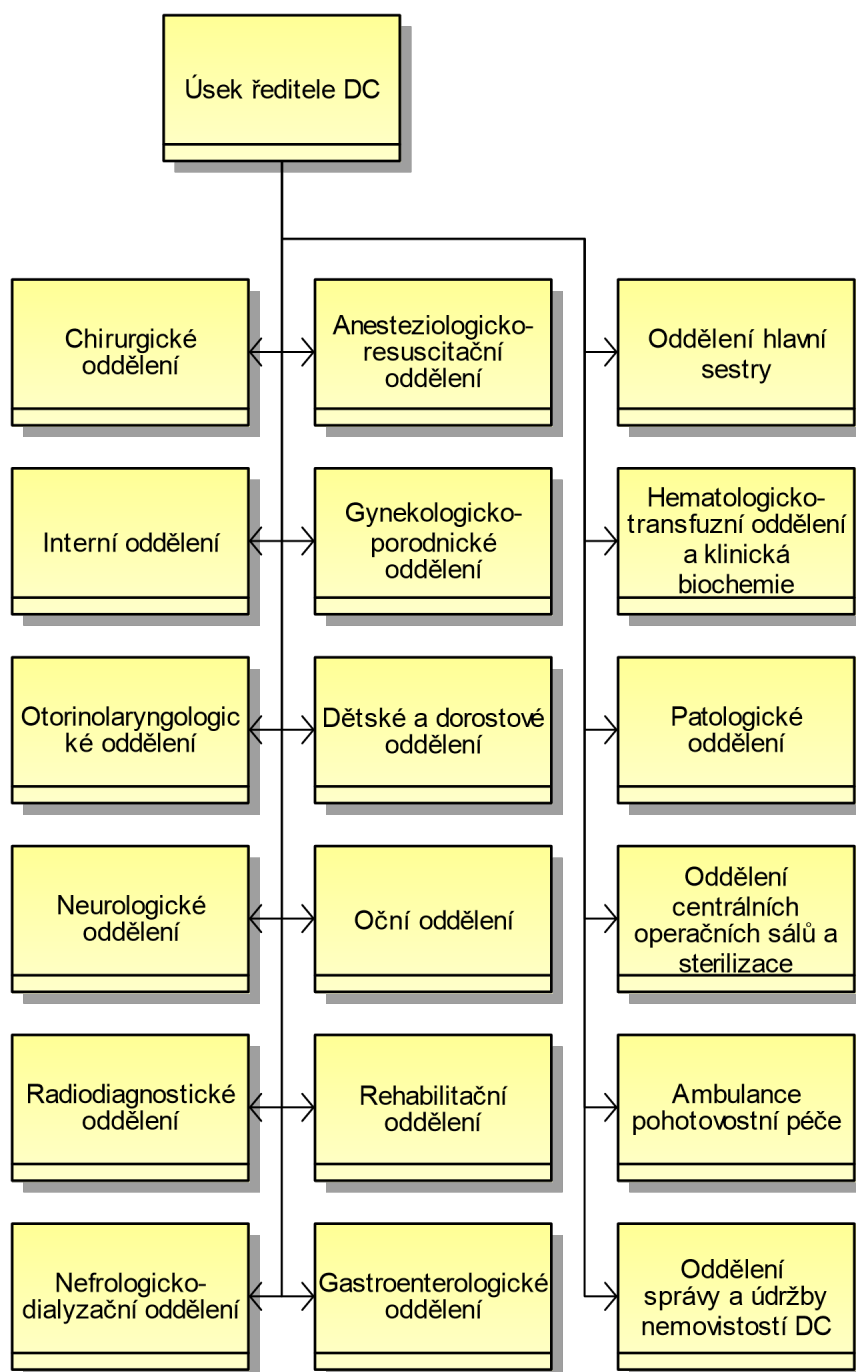 Úsek ředitele DC
Chirurgické
oddělení
Anesteziologicko-
resuscitační
oddělení
Oddělení hlavní
sestry
Interní oddělení
Gynekologicko-
porodnické
oddělení
Hematologicko-
transfuzní oddělení
a klinická
biochemie
Otorinolaryngologic
ké oddělení
Dětské a dorostové
oddělení
Patologické
oddělení
Neurologické
oddělení
Oční oddělení
Oddělení
centrálních
operačních sálů a
sterilizace
Radiodiagnostické
oddělení
Rehabilitační
oddělení
Ambulance
pohotovostní péče
Nefrologicko-
dialyzační oddělení
Gastroenterologické
oddělení
Oddělení
správy a údržby
nemovistostí DC